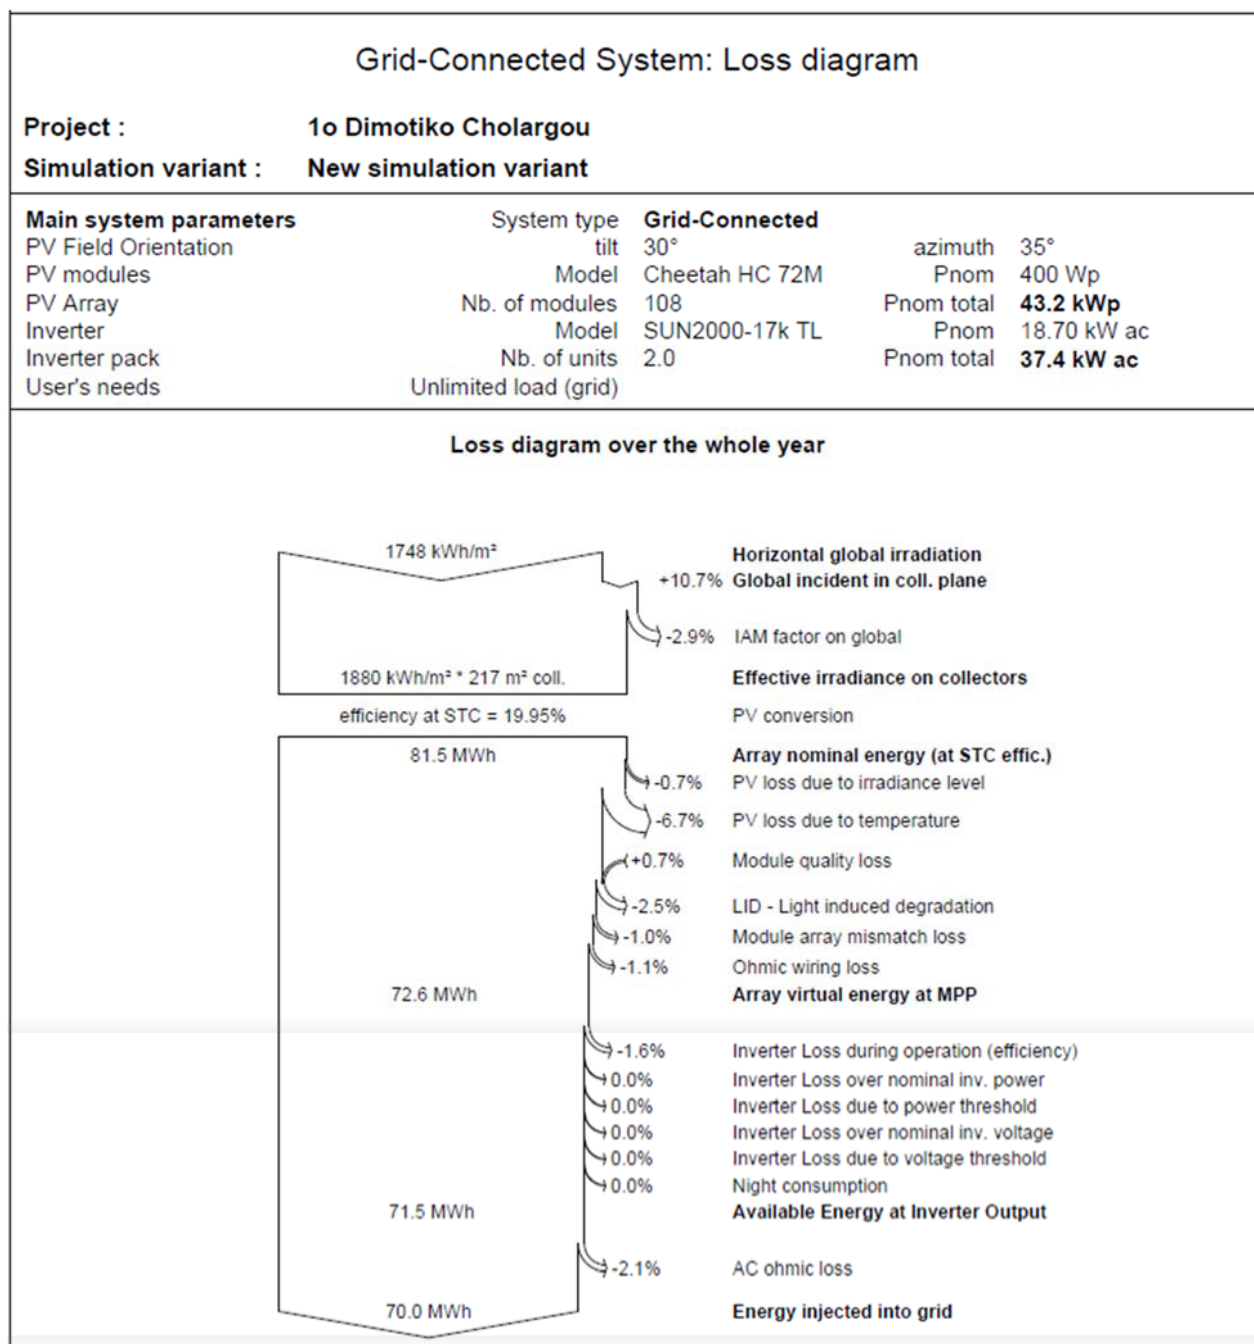 Grid-Connected System: Loss diagram
Project : 1o Dimotiko Cholargou
Simulation variant : New simulation variant
Main system parameters System type Grid-Connected
PV Field Orientation tilt 30° azimuth 35°
PV modules Model Cheetah HC 72M Pnom 400 Wp
PV Array Nb. of modules 108 Pnom total 43.2 kWp
Inverter Model SUN2000-17k TL Pnom 18.70 kW ac
Inverter pack Nb. of units 2.0 Pnom total 37.4 kW ac
User's needs Unlimited load (grid)
Loss diagram over the whole year
1748 kWh/m² Horizontal global irradiation
+10.7% Global incident in coll. plane
-2.9% IAM factor on global
1880 kWh/m² * 217 m² coll. Effective irradiance on collectors
efficiency at STC = 19.95% PV conversion
81.5 MWh Array nominal energy (at STC effic.)
-0.7% PV loss due to irradiance level
-6.7% PV loss due to temperature
+0.7% Module quality loss
-2.5% LID - Light induced degradation
-1.0% Module array mismatch loss
-1.1% Ohmic wiring loss
72.6 MWh Array virtual energy at MPP
-1.6% Inverter Loss during operation (efficiency)
0.0% Inverter Loss over nominal inv. power
0.0% Inverter Loss due to power threshold
0.0% Inverter Loss over nominal inv. voltage
0.0% Inverter Loss due to voltage threshold
0.0% Night consumption
71.5 MWh Available Energy at Inverter Output
-2.1% AC ohmic loss
70.0 MWh Energy injected into grid